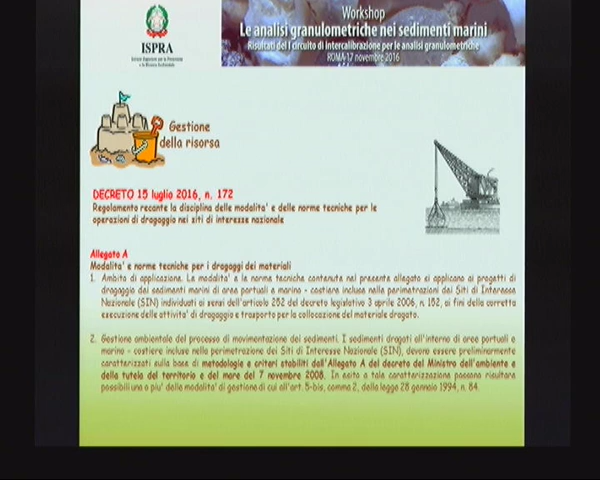 ISPRA
Istituto Superiore per la Protezione
e la Ricerca Ambientale
Workshop
Le analisi granulometriche nei sedimenti marini
Risultati del I circuito di intercalibrazione per le analisi granulometriche
ROMA-17 novembre 2016
Gestione
della risorsa
DECRETO 15 luglio 2016, n. 172
Regolamento recante la disciplina delle modalita' e delle norme tecniche per le
operazioni di dragaggio nei siti di interesse nazionale
Allegato A
Modalita' e norme tecniche per i dragaggi dei materiali
1. Ambito di applicazione. Le modalita' e le norme tecniche contenute nel presente allegato si applicano ai progetti di
dragaggio dei sedimenti marini di aree portuali e marino - costiere incluse nelle perimetrazioni dei Siti di Interesse
Nazionale (SIN) individuati ai sensi dell'articolo 252 del decreto legislativo 3 aprile 2006, n. 152, ai fini della corretta
esecuzione delle attivita' di dragaggio e trasporto per la collocazione del materiale dragato.
2. Gestione ambientale del processo di movimentazione dei sedimenti. I sedimenti dragati all'interno di aree portuali e
marino - costiere incluse nella perimetrazione dei Siti di Interesse Nazionale (SIN), devono essere preliminarmente
caratterizzati sulla base di metodologie e criteri stabiliti dall'Allegato A del decreto del Ministro dell'ambiente e
della tutela del territorio e del mare del 7 novembre 2008. In esito a tale caratterizzazione possono risultare
possibili una o piu' delle modalita' di gestione di cui all'art. 5-bis, comma 2, della legge 28 gennaio 1994, n. 84.